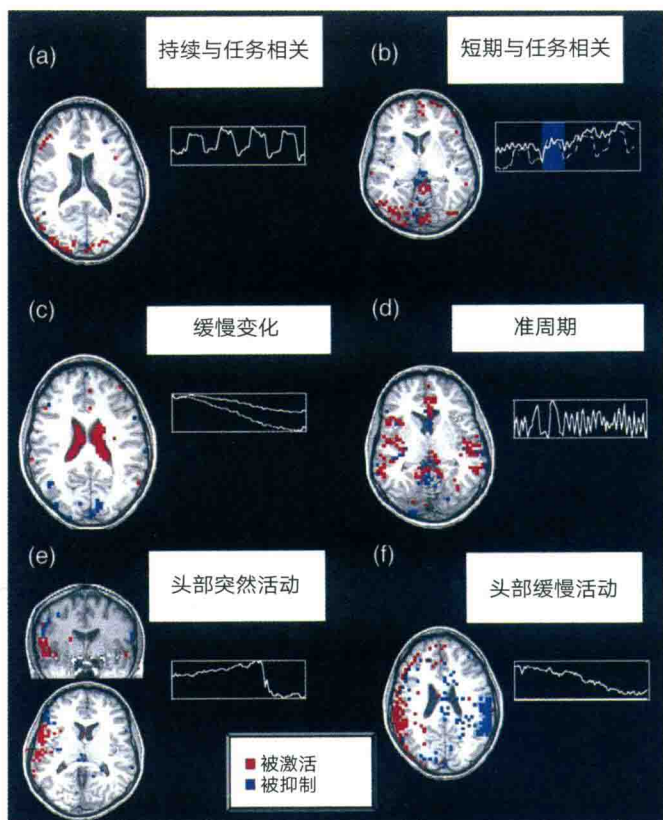 (a)
持续与任务相关
(b)
短期与任务相关
(c)
缓慢变化
(d)
准周期
(e)
头部突然活动
(f)
头部缓慢活动
被激活
被抑制